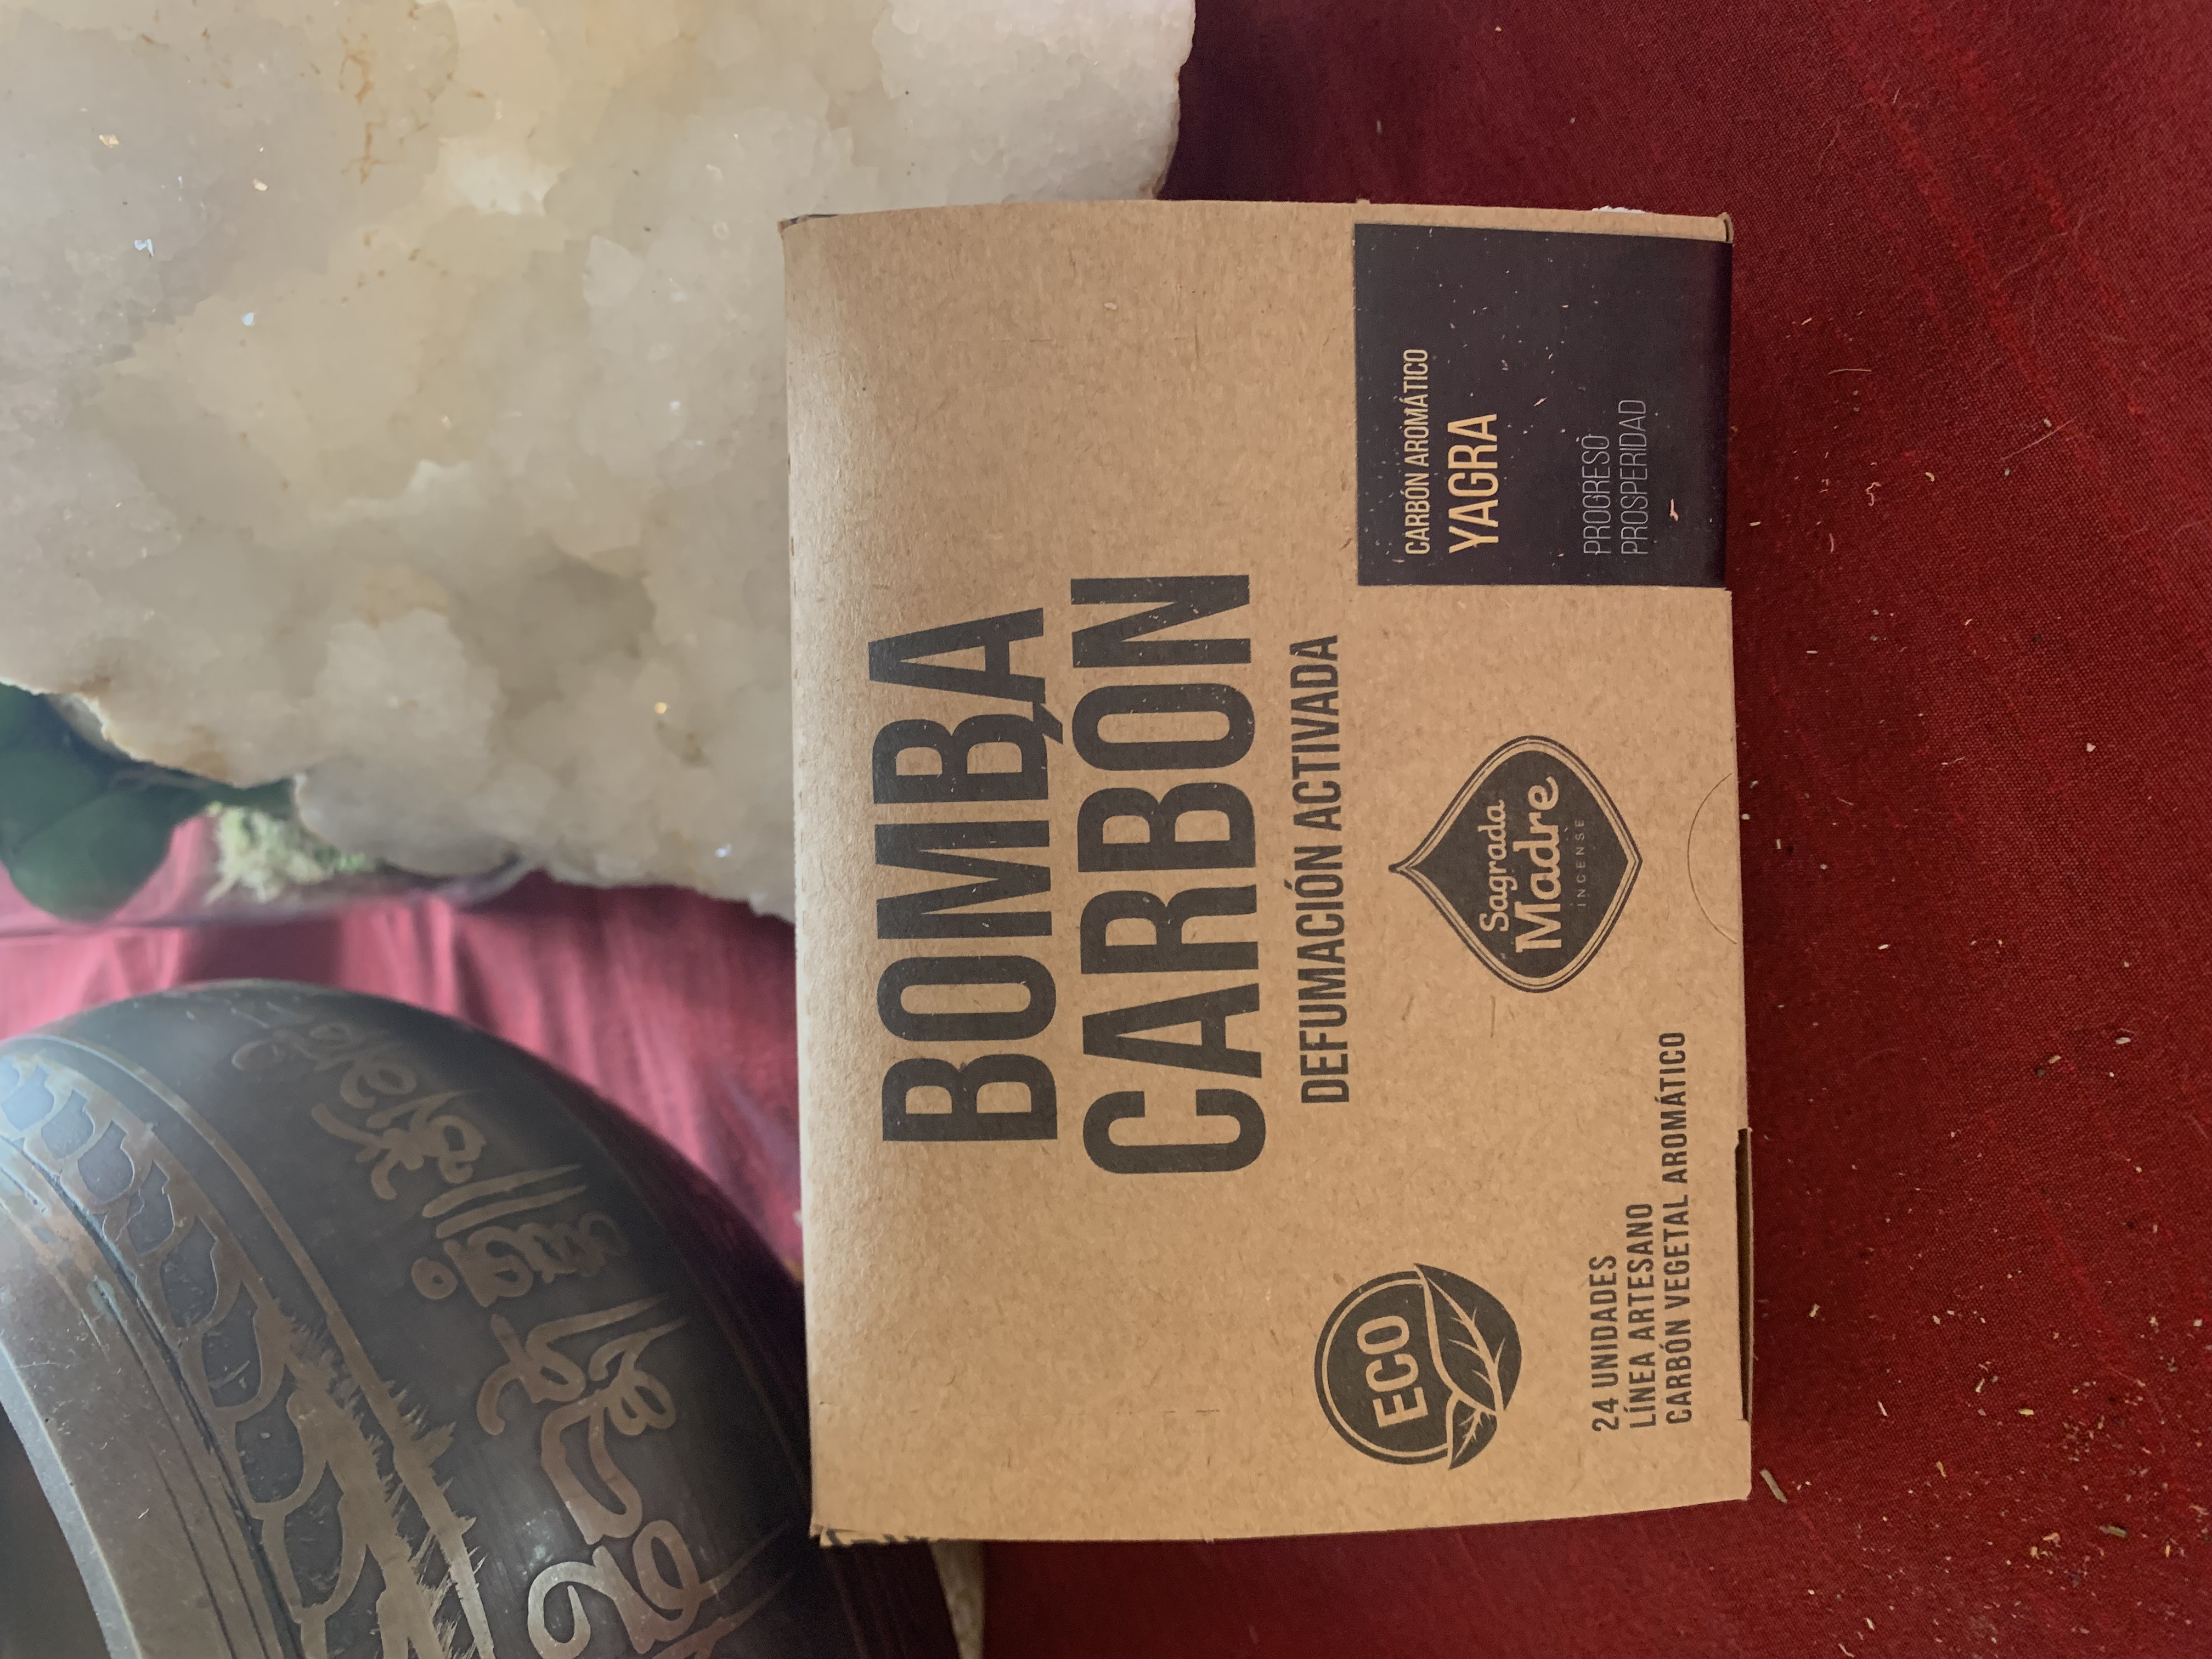 BOMBA
CARBÓN
DEFUMACIÓN ACTIVADA
ECO
Sagrada
Madre
INCENSE
24 UNIDADES
LÍNEA ARTESANO
CARBÓN VEGETAL AROMÁTICO
CARBÓN AROMÁTICO
YAGRA
PROGRESO
PROSPERIDAD